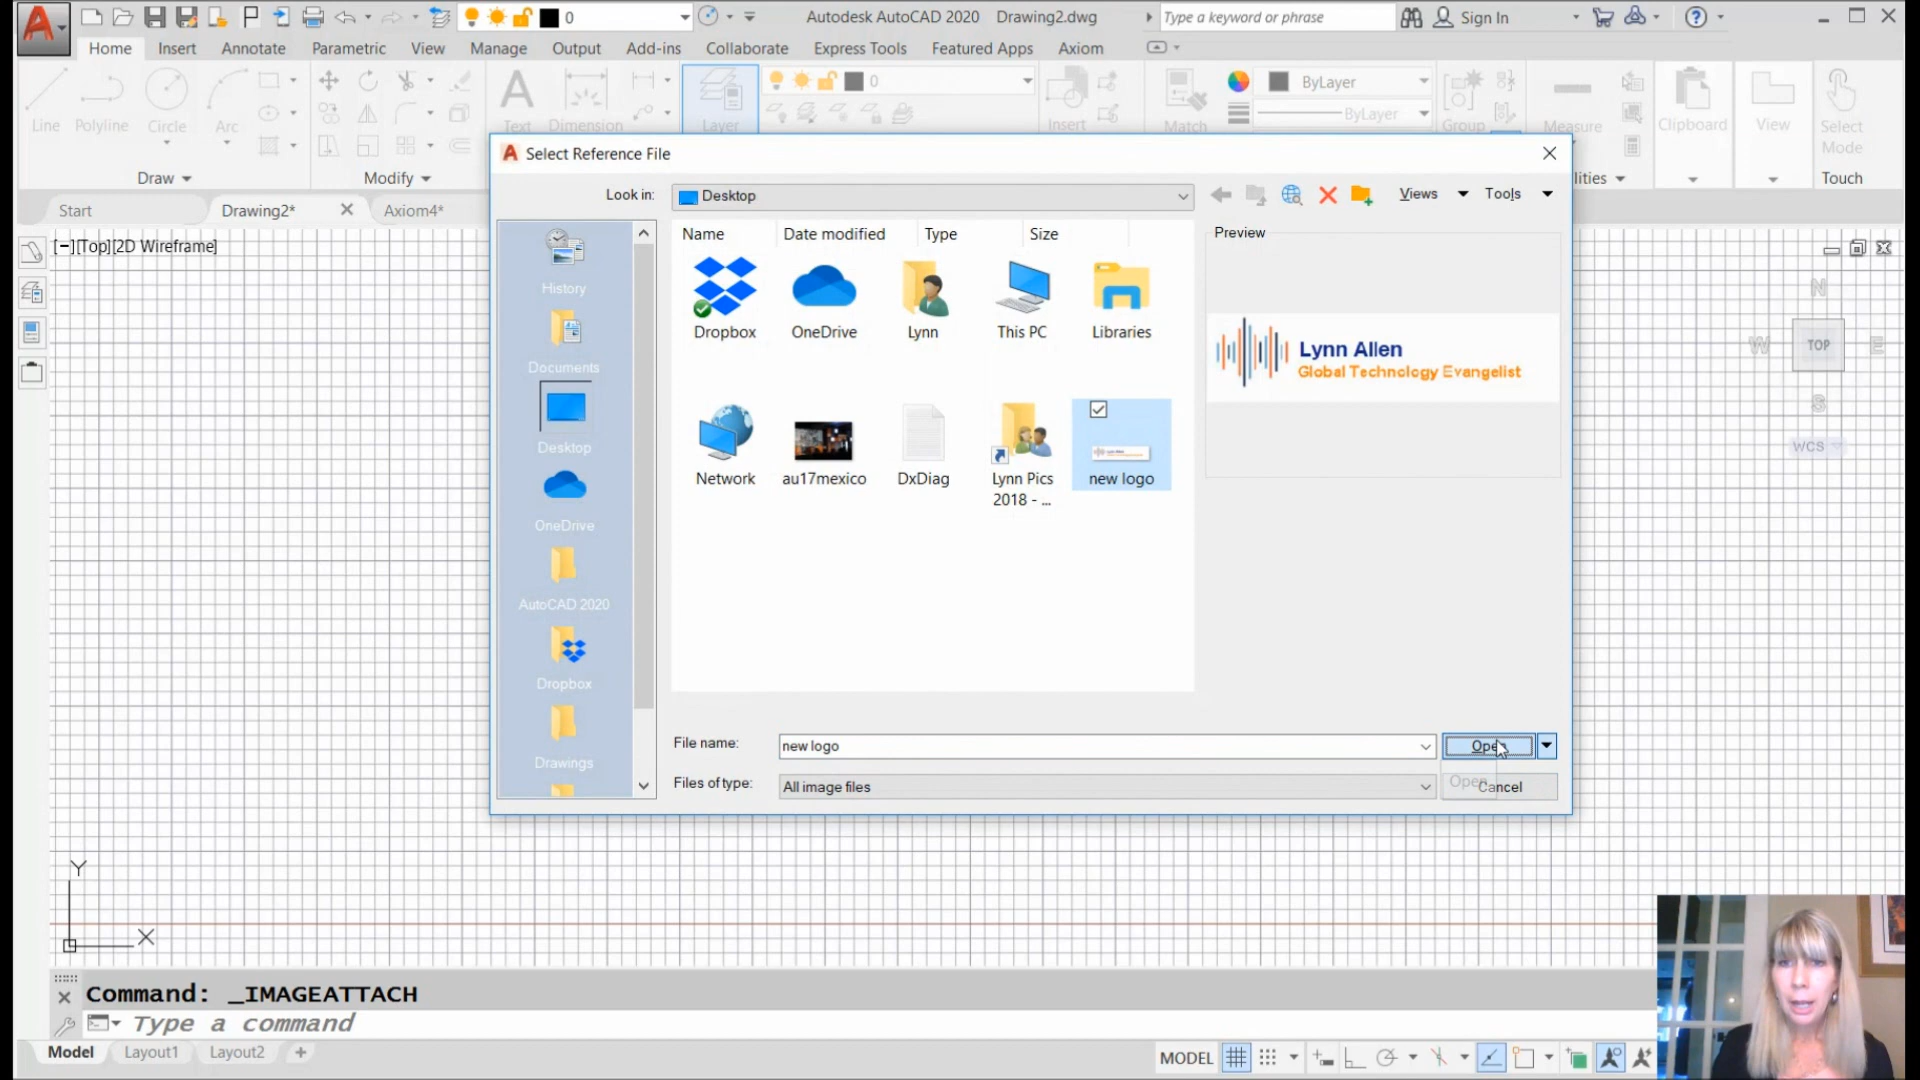 0
Autodesk AutoCAD 2020 Drawing2.dwg
Type a keyword or phrase
Sign In
Home Insert Annotate Parametric View Manage Output Add-ins Collaborate Express Tools Featured Apps Axiom
0
ByLayer
ByLayer
Line Polyline Circle Arc Text Dimension Layer Insert Match Group Measure Clipboard View Select
Mode
Draw Modify Touch
Start Drawing2* Axiom4*
[−][Top][2D Wireframe]
Select Reference File
Look in: Desktop Views Tools
Name Date modified Type Size
Preview
History
Documents
Desktop
OneDrive
AutoCAD 2020
Dropbox
Drawings
Dropbox OneDrive Lynn This PC Libraries
Network au17mexico DxDiag Lynn Pics
2018 - ...
new logo
Lynn Allen
Global Technology Evangelist
File name: new logo Open
Files of type: All image files Cancel
Open
N
W TOP E
S
WCS
Y
X
Command: _IMAGEATTACH
Type a command
Model Layout1 Layout2 +
MODEL